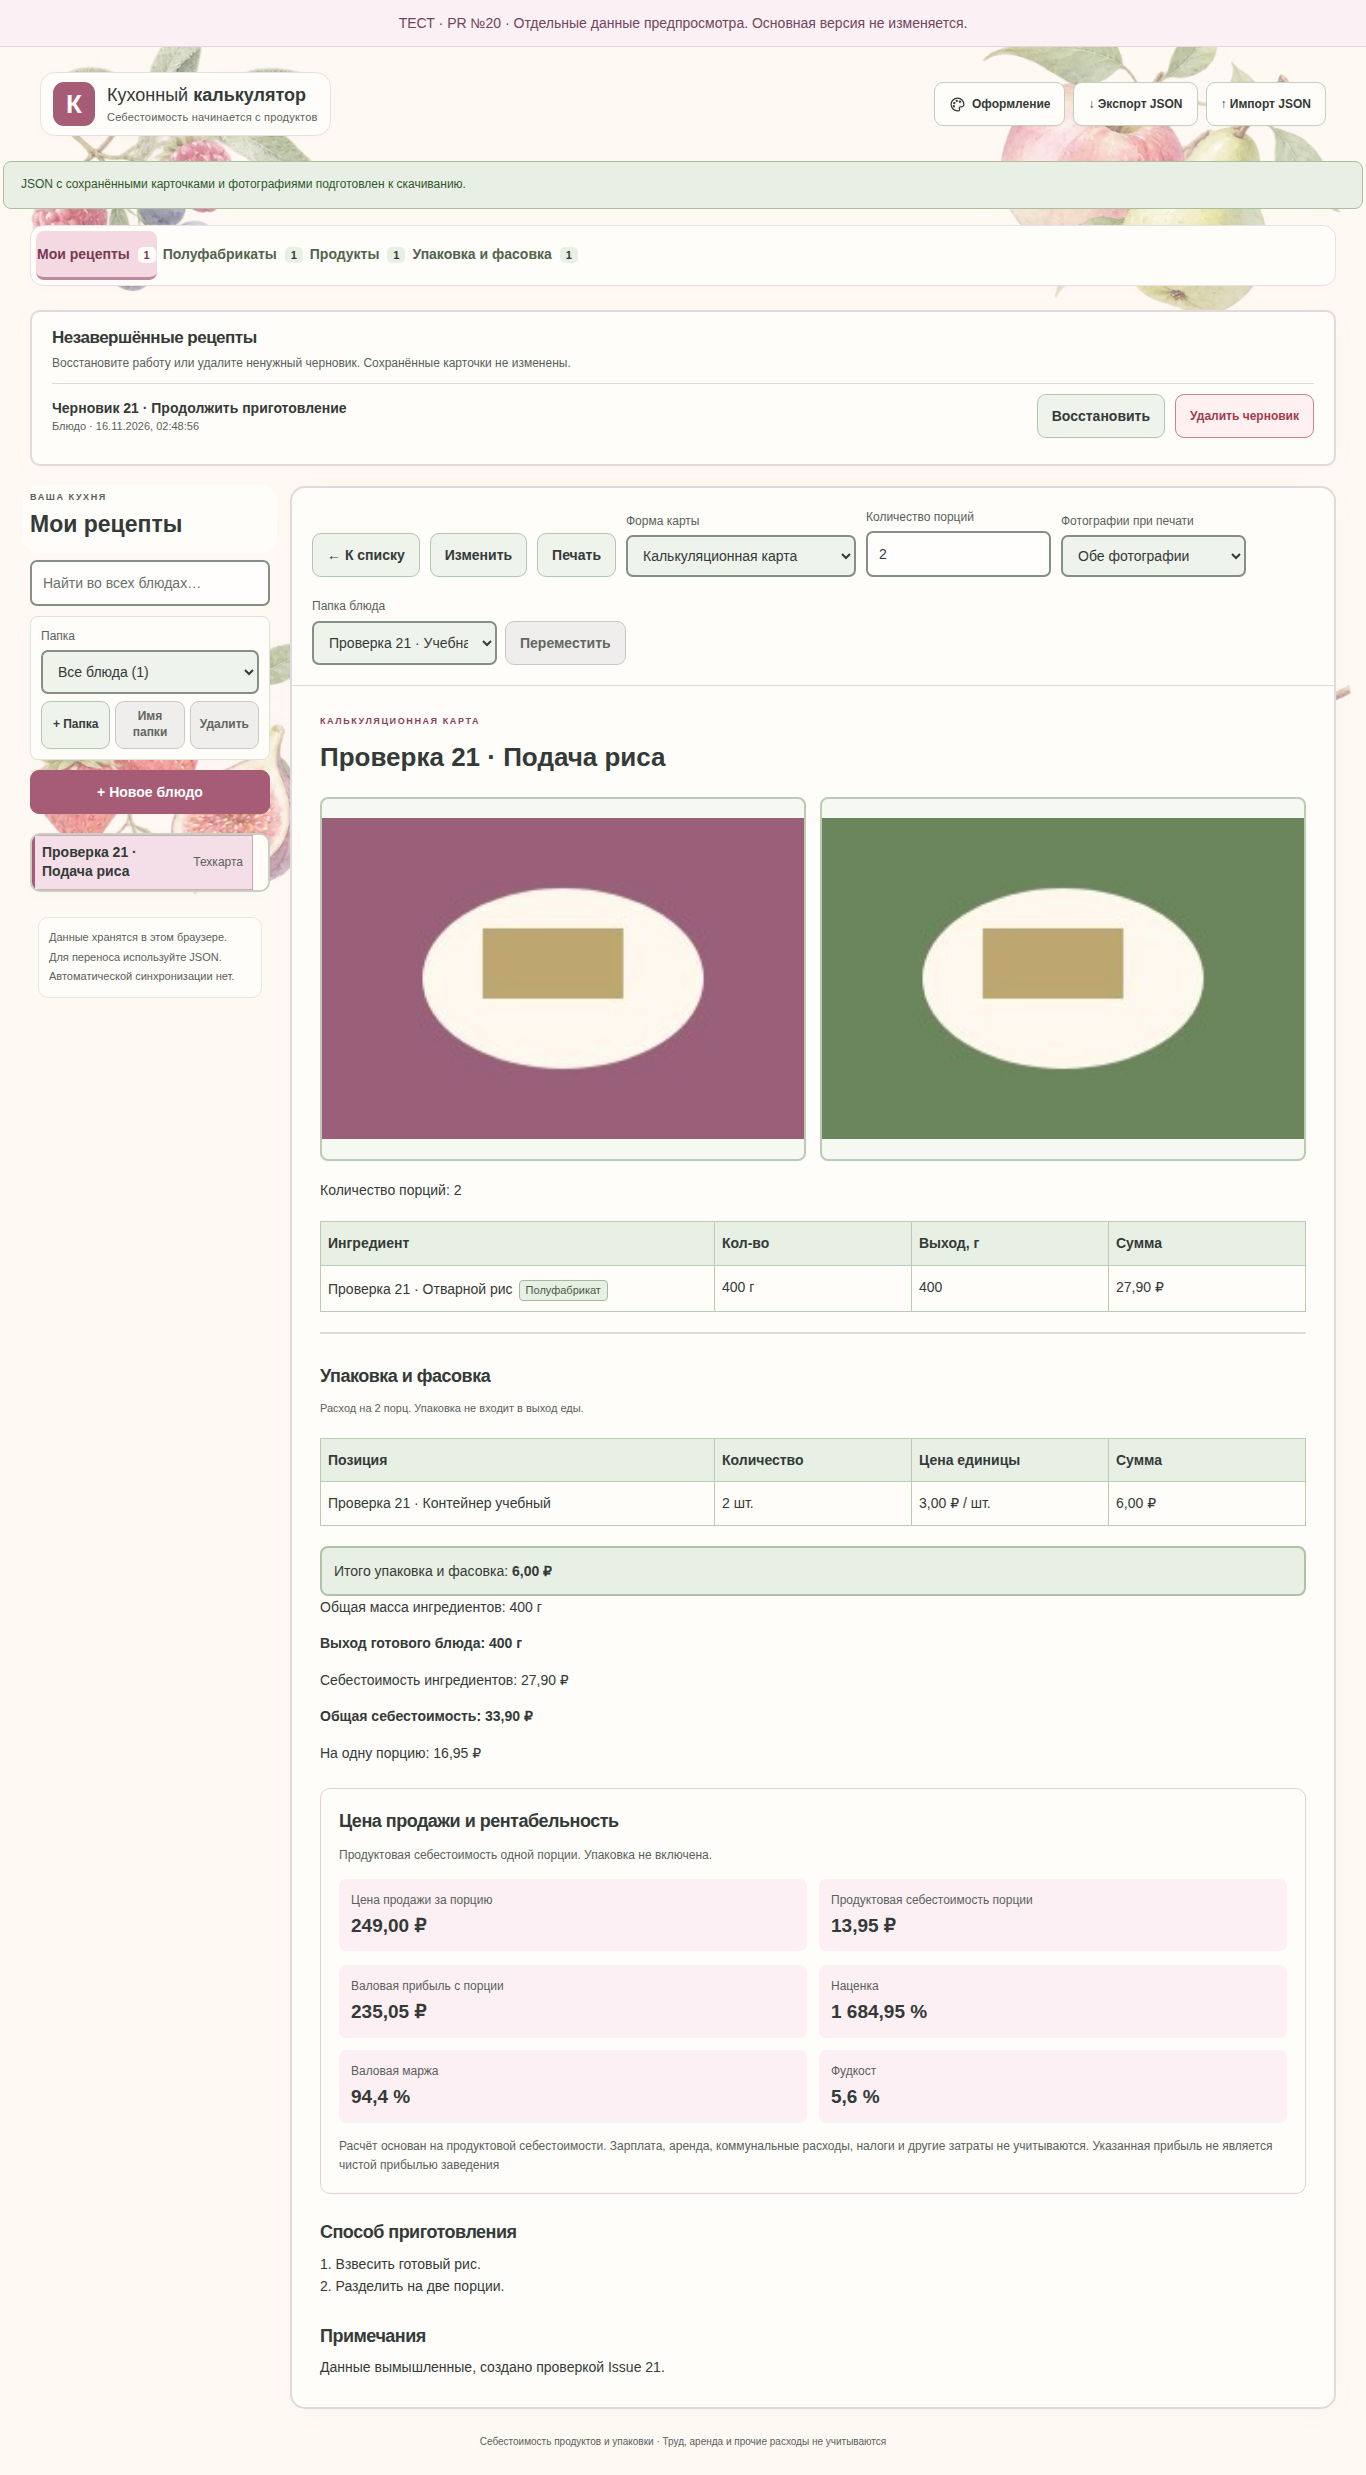 ТЕСТ · PR №20 · Отдельные данные предпросмотра. Основная версия не изменяется.
К
Кухонный калькулятор
Себестоимость начинается с продуктов
Оформление
↓ Экспорт JSON
↑ Импорт JSON
JSON с сохранёнными карточками и фотографиями подготовлен к скачиванию.
Мои рецепты 1 Полуфабрикаты 1 Продукты 1 Упаковка и фасовка 1
Незавершённые рецепты
Восстановите работу или удалите ненужный черновик. Сохранённые карточки не изменены.
Черновик 21 · Продолжить приготовление
Блюдо · 16.11.2026, 02:48:56
Восстановить
Удалить черновик
ВАША КУХНЯ
Мои рецепты
Найти во всех блюдах…
Папка
Все блюда (1)
+ Папка
Имя папки
Удалить
+ Новое блюдо
Проверка 21 ·
Подача риса
Техкарта
Данные хранятся в этом браузере.
Для переноса используйте JSON.
Автоматической синхронизации нет.
← К списку
Изменить
Печать
Форма карты
Калькуляционная карта
Количество порций
2
Фотографии при печати
Обе фотографии
Папка блюда
Проверка 21 · Учебна
Переместить
КАЛЬКУЛЯЦИОННАЯ КАРТА
Проверка 21 · Подача риса
Количество порций: 2
Ингредиент Кол-во Выход, г Сумма
Проверка 21 · Отварной рис Полуфабрикат 400 г 400 27,90 ₽
Упаковка и фасовка
Расход на 2 порц. Упаковка не входит в выход еды.
Позиция Количество Цена единицы Сумма
Проверка 21 · Контейнер учебный 2 шт. 3,00 ₽ / шт. 6,00 ₽
Итого упаковка и фасовка: 6,00 ₽
Общая масса ингредиентов: 400 г
Выход готового блюда: 400 г
Себестоимость ингредиентов: 27,90 ₽
Общая себестоимость: 33,90 ₽
На одну порцию: 16,95 ₽
Цена продажи и рентабельность
Продуктовая себестоимость одной порции. Упаковка не включена.
Цена продажи за порцию
249,00 ₽
Продуктовая себестоимость порции
13,95 ₽
Валовая прибыль с порции
235,05 ₽
Наценка
1 684,95 %
Валовая маржа
94,4 %
Фудкост
5,6 %
Расчёт основан на продуктовой себестоимости. Зарплата, аренда, коммунальные расходы, налоги и другие затраты не учитываются. Указанная прибыль не является
чистой прибылью заведения
Способ приготовления
1. Взвесить готовый рис.
2. Разделить на две порции.
Примечания
Данные вымышленные, создано проверкой Issue 21.
Себестоимость продуктов и упаковки · Труд, аренда и прочие расходы не учитываются